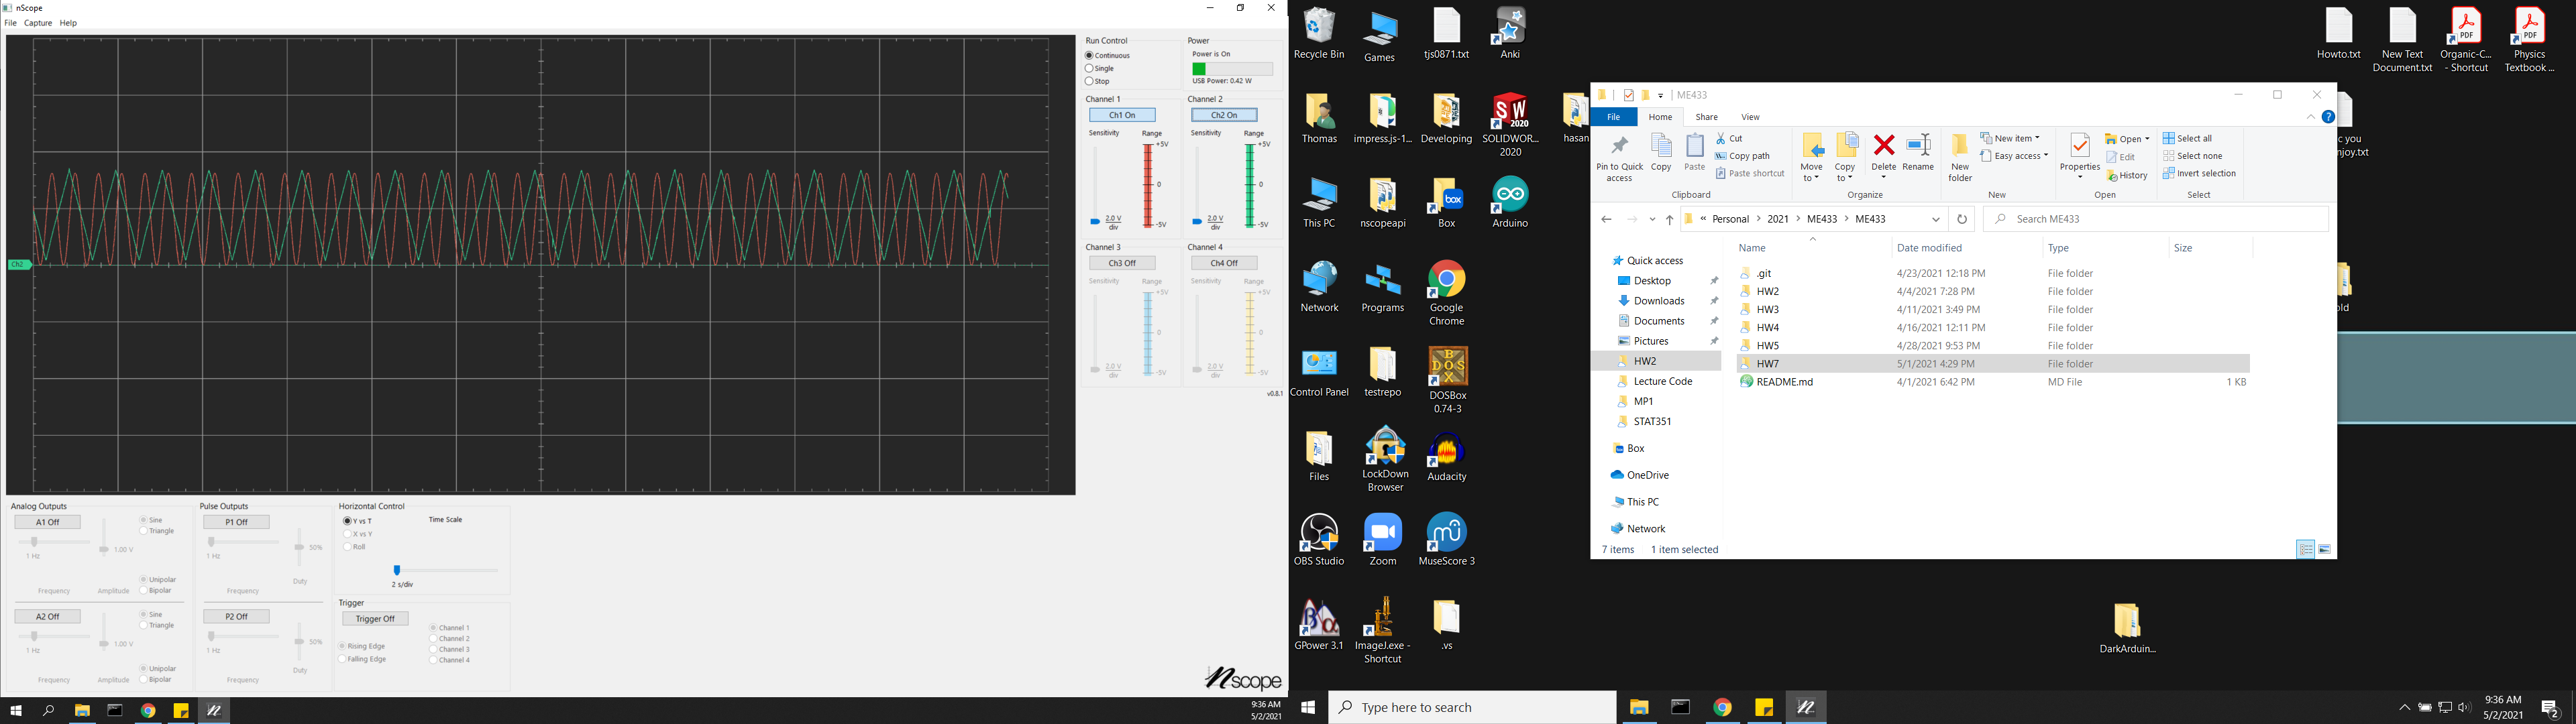 nScope
File Capture Help
Ch2
Run Control
Continuous
Single
Stop
Power
Power is On
USB Power: 0.42 W
Channel 1
Ch1 On
Sensitivity Range
+5V
0
-5V
2.0 V
div
Channel 2
Ch2 On
Sensitivity Range
+5V
0
-5V
2.0 V
div
Channel 3
Ch3 Off
Sensitivity Range
+5V
0
-5V
2.0 V
div
Channel 4
Ch4 Off
Sensitivity Range
+5V
0
-5V
2.0 V
div
v0.8.1
Analog Outputs
A1 Off
Sine
Triangle
1 Hz
1.00 V
Unipolar
Bipolar
Frequency Amplitude
A2 Off
Sine
Triangle
1 Hz
1.00 V
Unipolar
Bipolar
Frequency Amplitude
Pulse Outputs
P1 Off
1 Hz
50%
Frequency Duty
P2 Off
1 Hz
50%
Frequency Duty
Horizontal Control
Y vs T
X vs Y
Roll
Time Scale
2 s/div
Trigger
Trigger Off
Rising Edge
Falling Edge
Channel 1
Channel 2
Channel 3
Channel 4
nscope
9:36 AM
5/2/2021
Recycle Bin
Games
tjs0871.txt
Anki
Thomas
impress.js-1...
Developing
SOLIDWOR...
2020
hasan
This PC
nscopeapi
Box
Arduino
Network
Programs
Google
Chrome
Control Panel
testrepo
DOSBox
0.74-3
Files
LockDown
Browser
Audacity
OBS Studio
Zoom
MuseScore 3
GPower 3.1
ImageJ.exe -
Shortcut
.vs
Howto.txt
New Text
Document.txt
Organic-C...
- Shortcut
Physics
Textbook ...
c you
njoy.txt
old
DarkArduin...
ME433
File Home Share View
Pin to Quick
access
Copy
Paste
Cut
Copy path
Paste shortcut
Clipboard
Move
to
Copy
to
Delete
Rename
Organize
New
folder
New item
Easy access
New
Properties
Open
Edit
History
Open
Select all
Select none
Invert selection
Select
« Personal > 2021 > ME433 > ME433
Search ME433
Name Date modified Type Size
.git 4/23/2021 12:18 PM File folder
HW2 4/4/2021 7:28 PM File folder
HW3 4/11/2021 3:49 PM File folder
HW4 4/16/2021 12:11 PM File folder
HW5 4/28/2021 9:53 PM File folder
HW7 5/1/2021 4:29 PM File folder
README.md 4/1/2021 6:42 PM MD File 1 KB
Quick access
Desktop
Downloads
Documents
Pictures
HW2
Lecture Code
MP1
STAT351
Box
OneDrive
This PC
Network
7 items 1 item selected
Type here to search
9:36 AM
5/2/2021
2